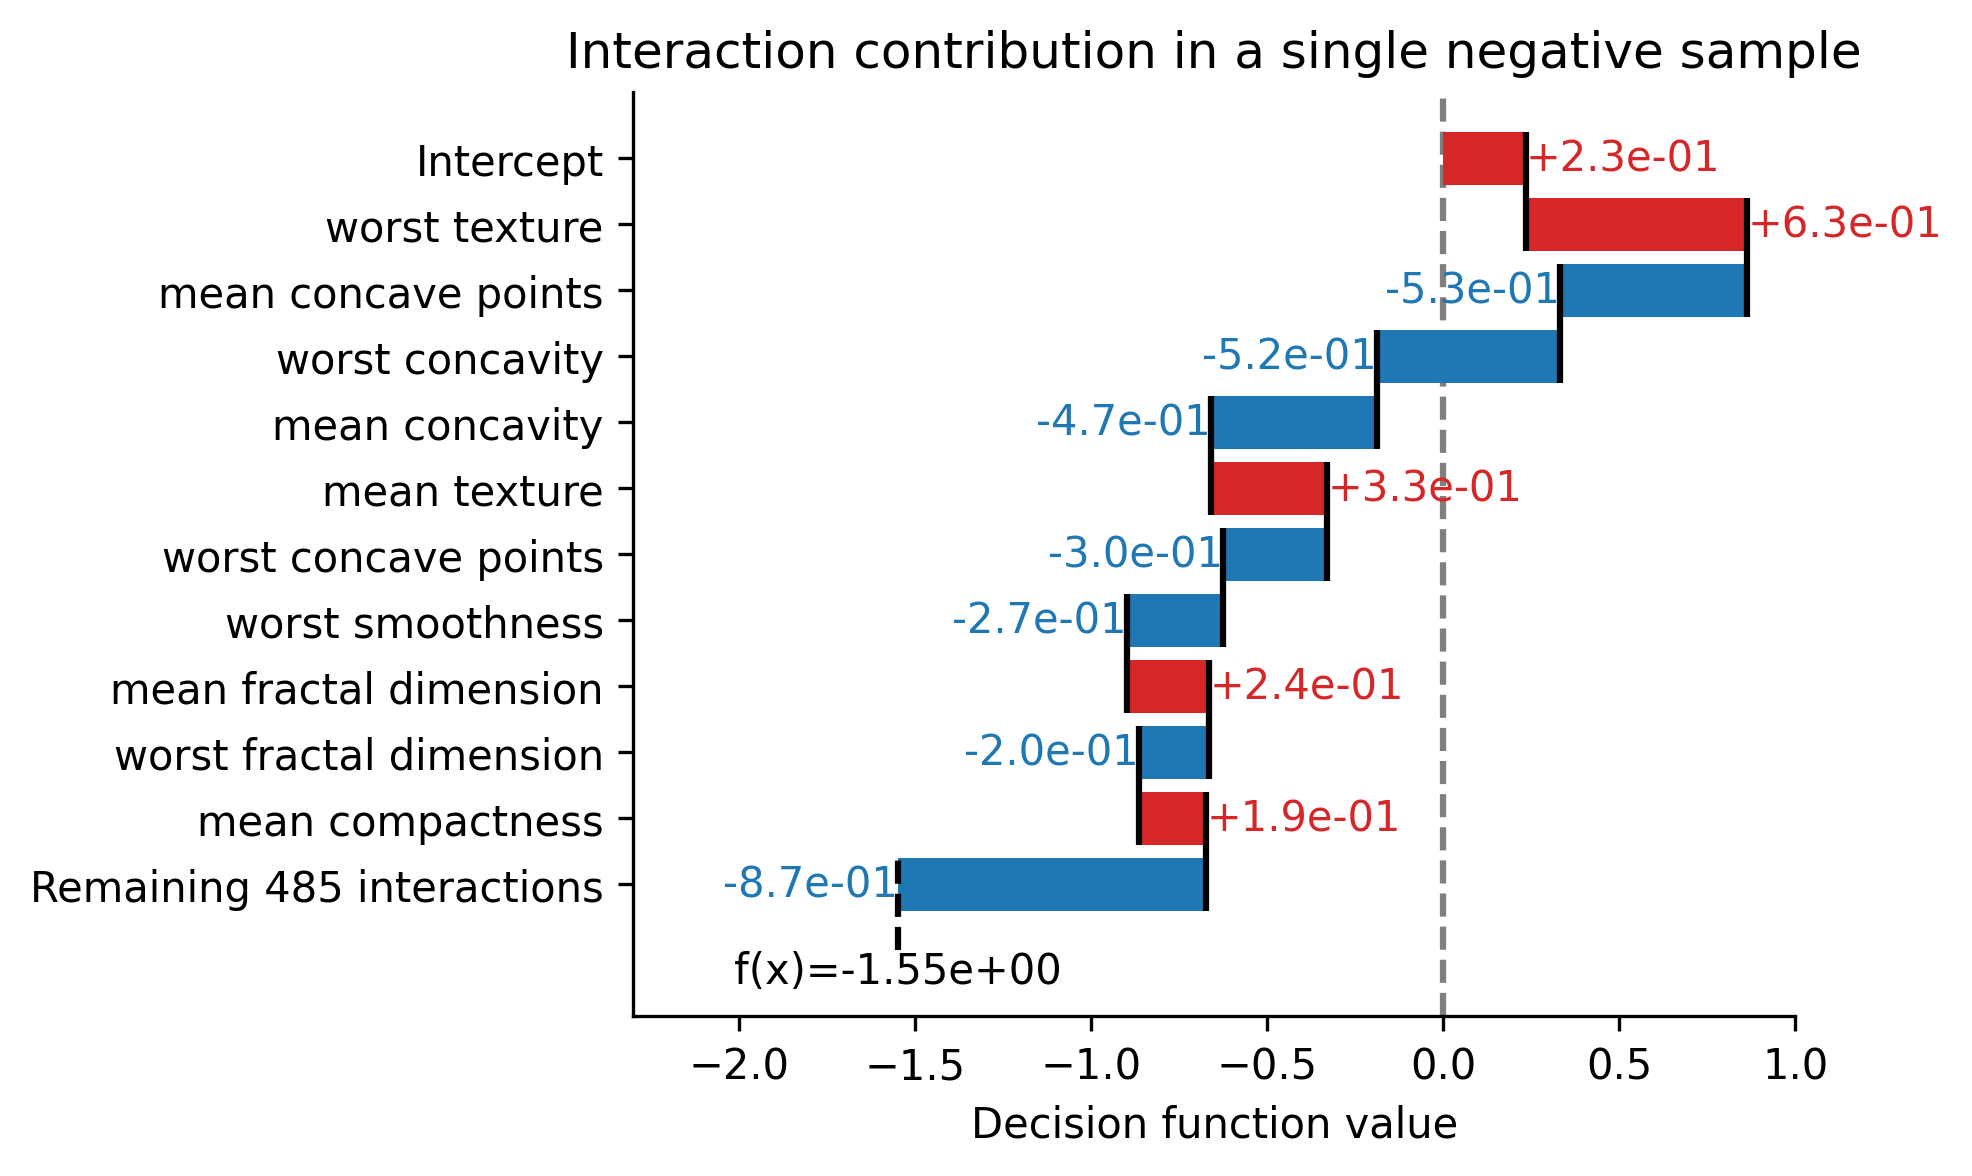 Interaction contribution in a single negative sample
Intercept
+2.3e-01
worst texture
+6.3e-01
mean concave points
-5.3e-01
worst concavity
-5.2e-01
mean concavity
-4.7e-01
mean texture
+3.3e-01
worst concave points
-3.0e-01
worst smoothness
-2.7e-01
mean fractal dimension
+2.4e-01
worst fractal dimension
-2.0e-01
mean compactness
+1.9e-01
Remaining 485 interactions
-8.7e-01
f(x)=-1.55e+00
−2.0 −1.5 −1.0 −0.5 0.0 0.5 1.0
Decision function value